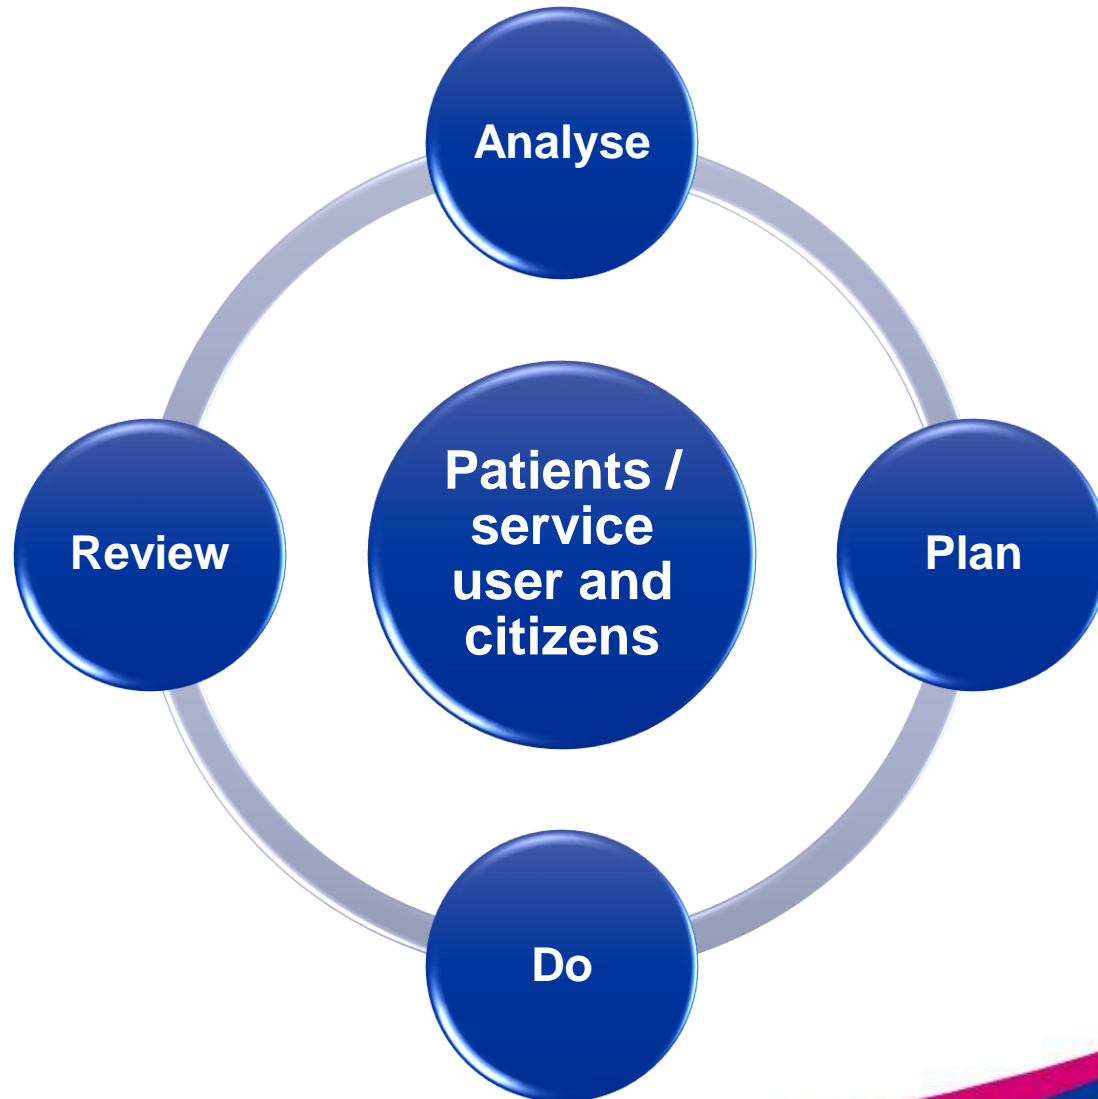 Analyse
Review
Patients /
service
user and
citizens
Plan
Do